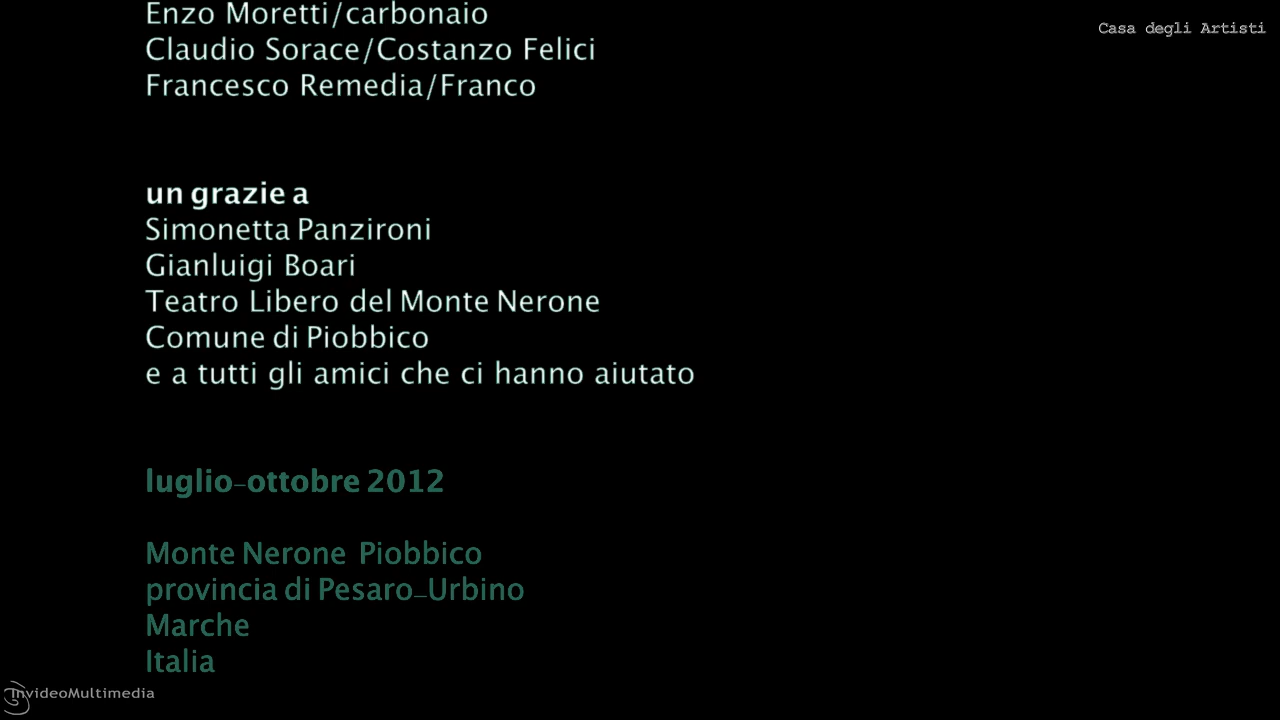 Enzo Moretti/carbonaio
Casa degli Artisti
Claudio Sorace/Costanzo Felici
Francesco Remedia/Franco
un grazie a
Simonetta Panzironi
Gianluigi Boari
Teatro Libero del Monte Nerone
Comune di Piobbico
e a tutti gli amici che ci hanno aiutato
luglio-ottobre 2012
Monte Nerone Piobbico
provincia di Pesaro-Urbino
Marche
Italia
InvideoMultimedia